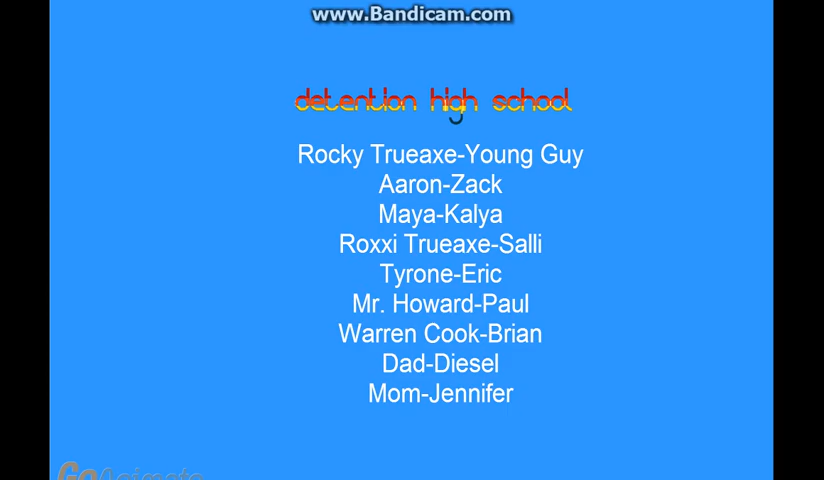 www.Bandicam.com
detention high school
Rocky Trueaxe-Young Guy
Aaron-Zack
Maya-Kalya
Roxxi Trueaxe-Salli
Tyrone-Eric
Mr. Howard-Paul
Warren Cook-Brian
Dad-Diesel
Mom-Jennifer
GoAnimate